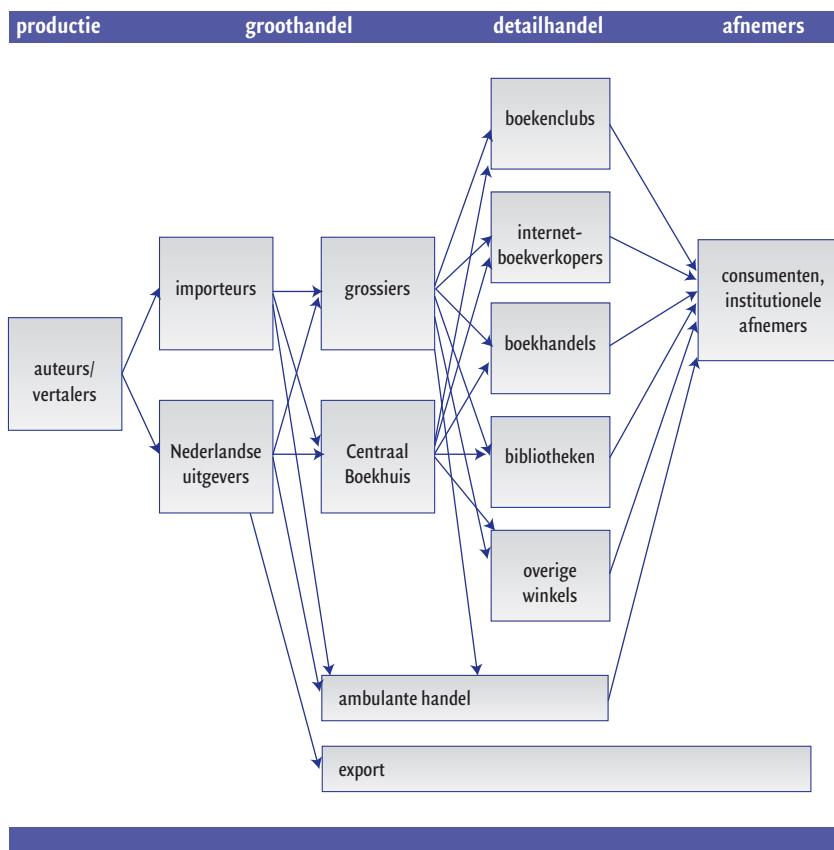 productie
groothandel
detailhandel
afnemers
boekenclubs
internet-
boekverkopers
importeurs
grossiers
consumenten,
institutionele
afnemers
auteurs/
vertalers
boekhandels
Nederlandse
uitgevers
Centraal
Boekhuis
bibliotheken
overige
winkels
ambulante handel
export